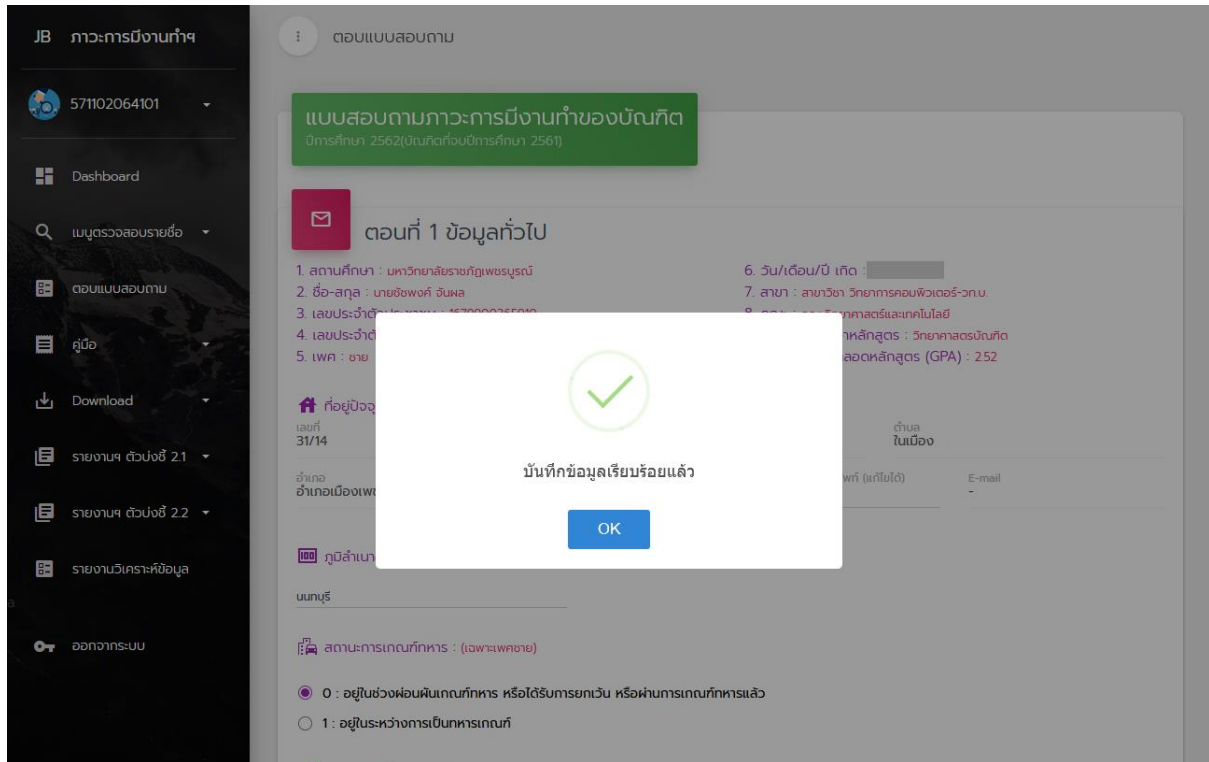 JB ภาวะการมีงานทำฯ
ตอบแบบสอบถาม
571102064101
Dashboard
เมนูตรวจสอบรายชื่อ
ตอบแบบสอบถาม
คู่มือ
Download
รายงานฯ ตัวบ่งชี้ 2.1
รายงานฯ ตัวบ่งชี้ 2.2
รายงานวิเคราะห์ข้อมูล
ออกจากระบบ
แบบสอบถามภาวะการมีงานทำของบัณฑิต
ปีการศึกษา 2562(บัณฑิตที่จบปีการศึกษา 2561)
ตอนที่ 1 ข้อมูลทั่วไป
1. สถานศึกษา : มหาวิทยาลัยราชภัฏเพชรบูรณ์
2. ชื่อ-สกุล : นายชัชพงศ์ จันผล
3. เลขประจำ
4. เลขประจำ
5. เพศ : ชาย
6. วัน/เดือน/ปี เกิด :
7. สาขา : สาขาวิชา วิทยาการคอมพิวเตอร์-วท.บ.
หลักสูตร : วิทยาศาสตรบัณฑิต
ลอดหลักสูตร (GPA) : 2.52
ที่อยู่ปัจจุ
เลขที่
31/14
ตำบล
ในเมือง
อำเภอ
อำเภอเมืองเพช
(แก้ไขได้)
E-mail
-
บันทึกข้อมูลเรียบร้อยแล้ว
OK
ภูมิลำเนา
นนทบุรี
สถานะการเกณฑ์ทหาร : (เฉพาะเพศชาย)
0 : อยู่ในช่วงผ่อนผันเกณฑ์ทหาร หรือได้รับการยกเว้น หรือผ่านการเกณฑ์ทหารแล้ว
1 : อยู่ในระหว่างการเป็นทหารเกณฑ์